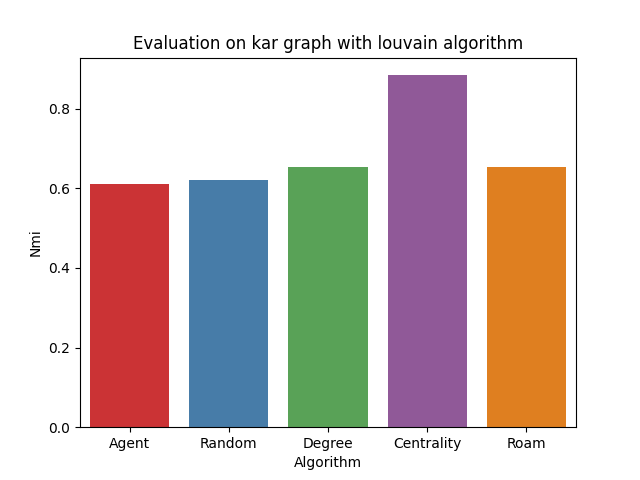 Evaluation on kar graph with louvain algorithm
0.8
0.6
0.4
0.2
0.0
Nmi
Agent Random Degree Centrality Roam
Algorithm